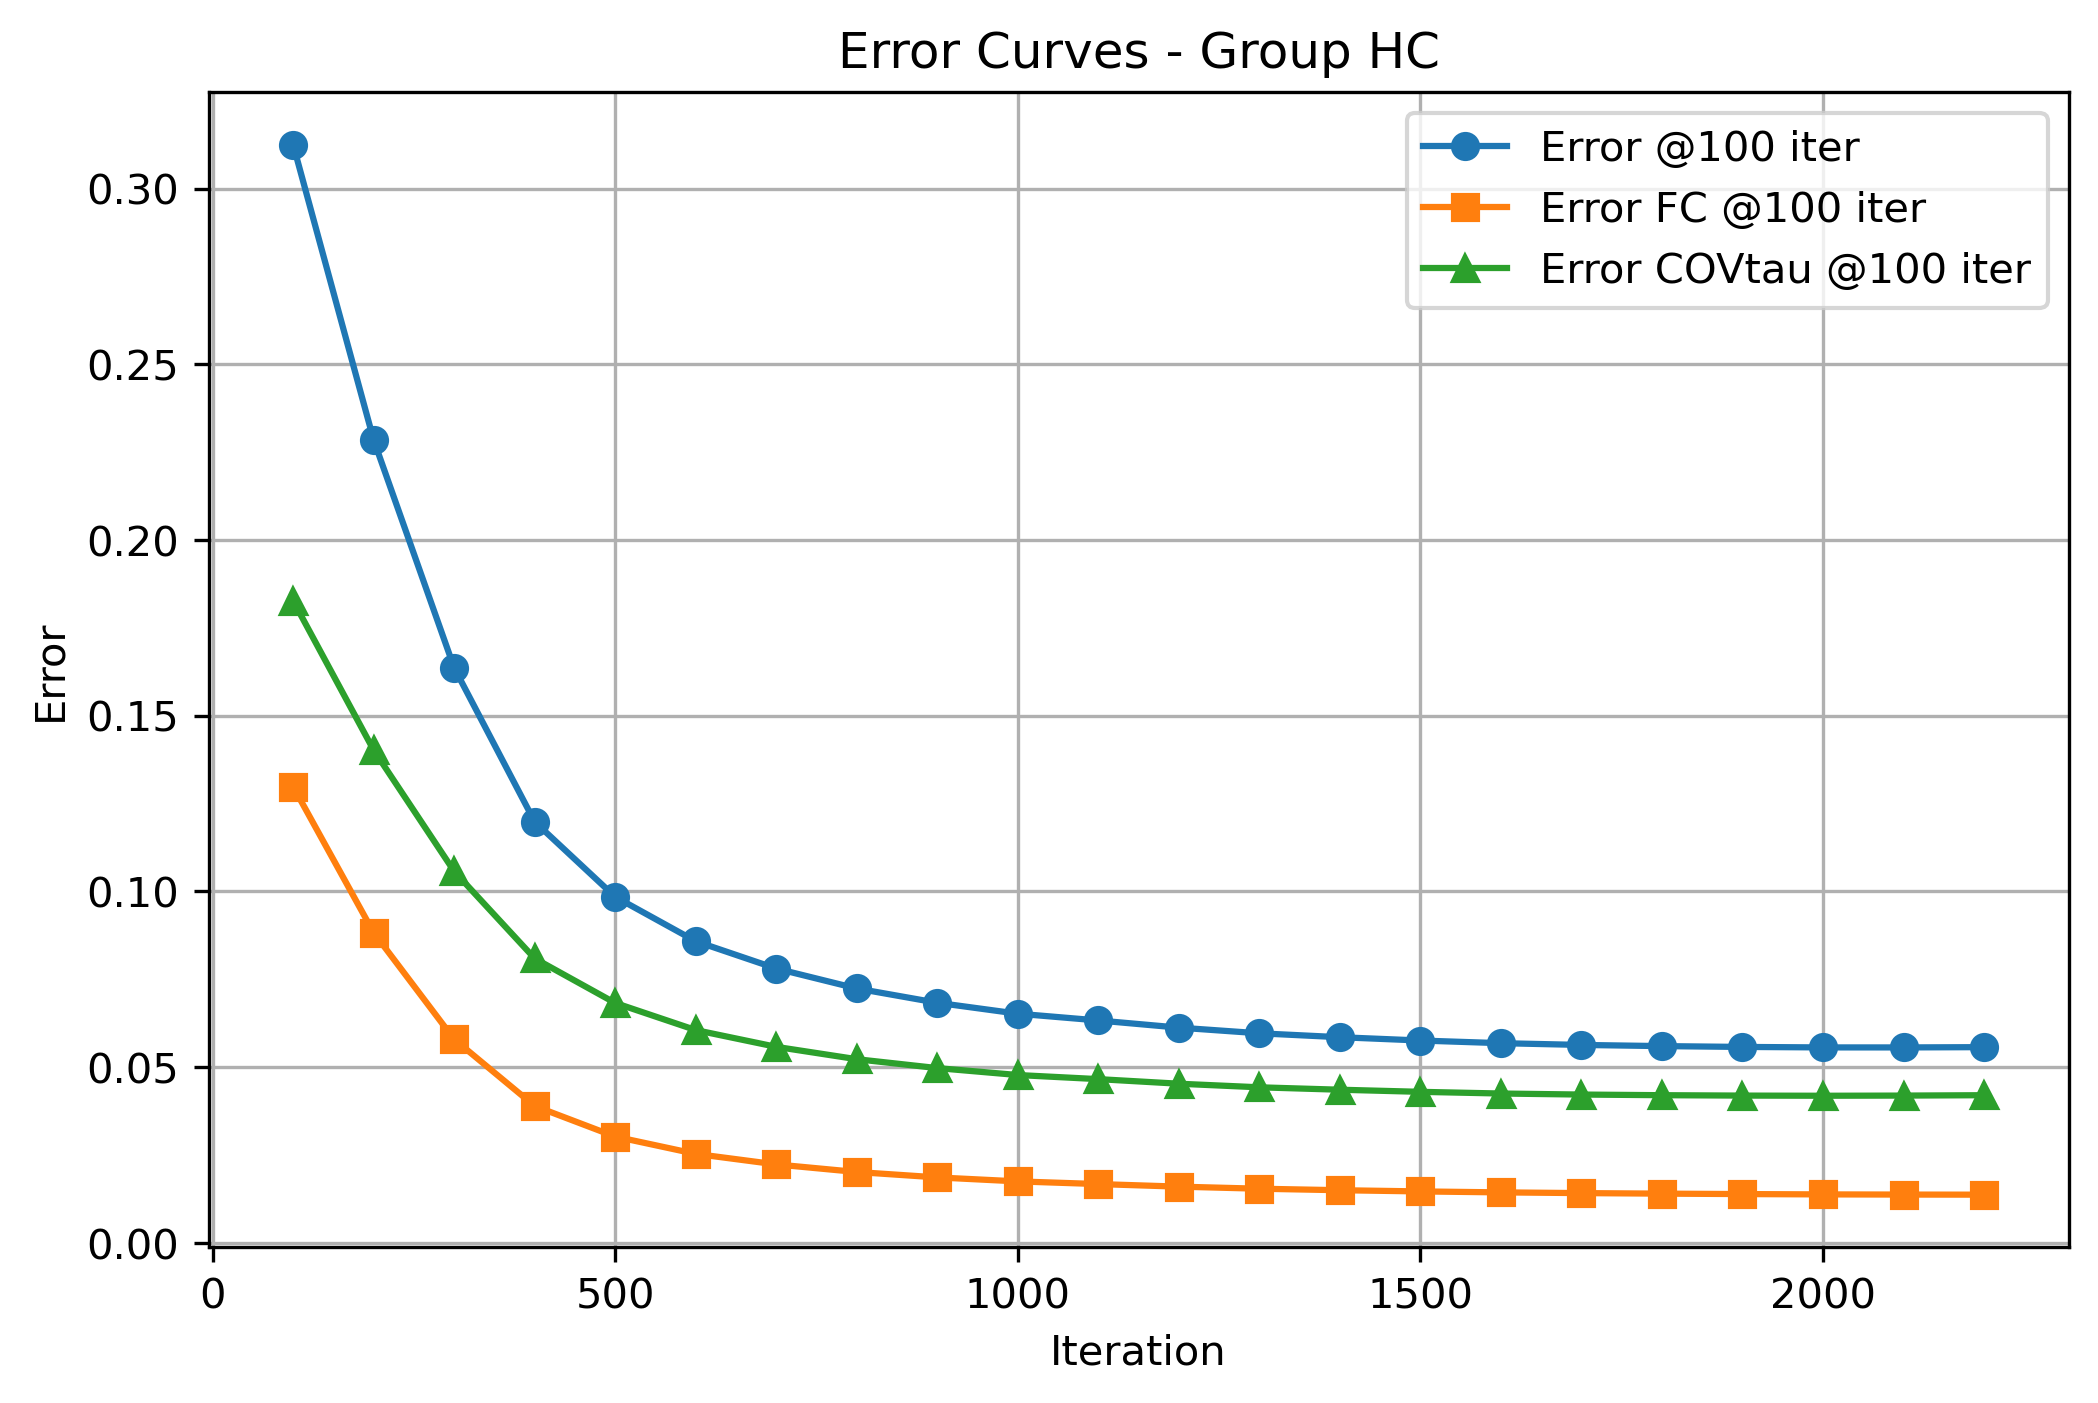 Error Curves - Group HC
Error @100 iter
Error FC @100 iter
Error COVtau @100 iter
0.30
0.25
0.20
0.15
0.10
0.05
0.00
Error
0 500 1000 1500 2000
Iteration